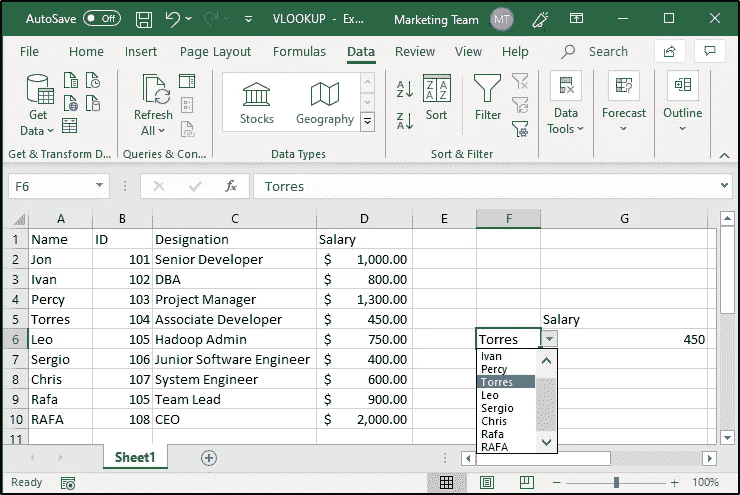 AutoSave Off VLOOKUP - Ex... Marketing Team MT
File Home Insert Page Layout Formulas Data Review View Help Search
Get Data Refresh All Stocks Geography A Z Z A Z A A Z Sort Filter Data Tools Forecast Outline
Get & Transform D... Queries & Con... Data Types Sort & Filter
F6 fx Torres
A B C D E F G
1 Name ID Designation Salary
2 Jon 101 Senior Developer $ 1,000.00
3 Ivan 102 DBA $ 800.00
4 Percy 103 Project Manager $ 1,300.00
5 Torres 104 Associate Developer $ 450.00 Salary
6 Leo 105 Hadoop Admin $ 750.00 Torres 450
7 Sergio 106 Junior Software Engineer $ 400.00
8 Chris 107 System Engineer $ 600.00
9 Rafa 105 Team Lead $ 900.00
10 RAFA 108 CEO $ 2,000.00
11
Ivan
Percy
Torres
Leo
Sergio
Chris
Rafa
RAFA
Sheet1
Ready 100%